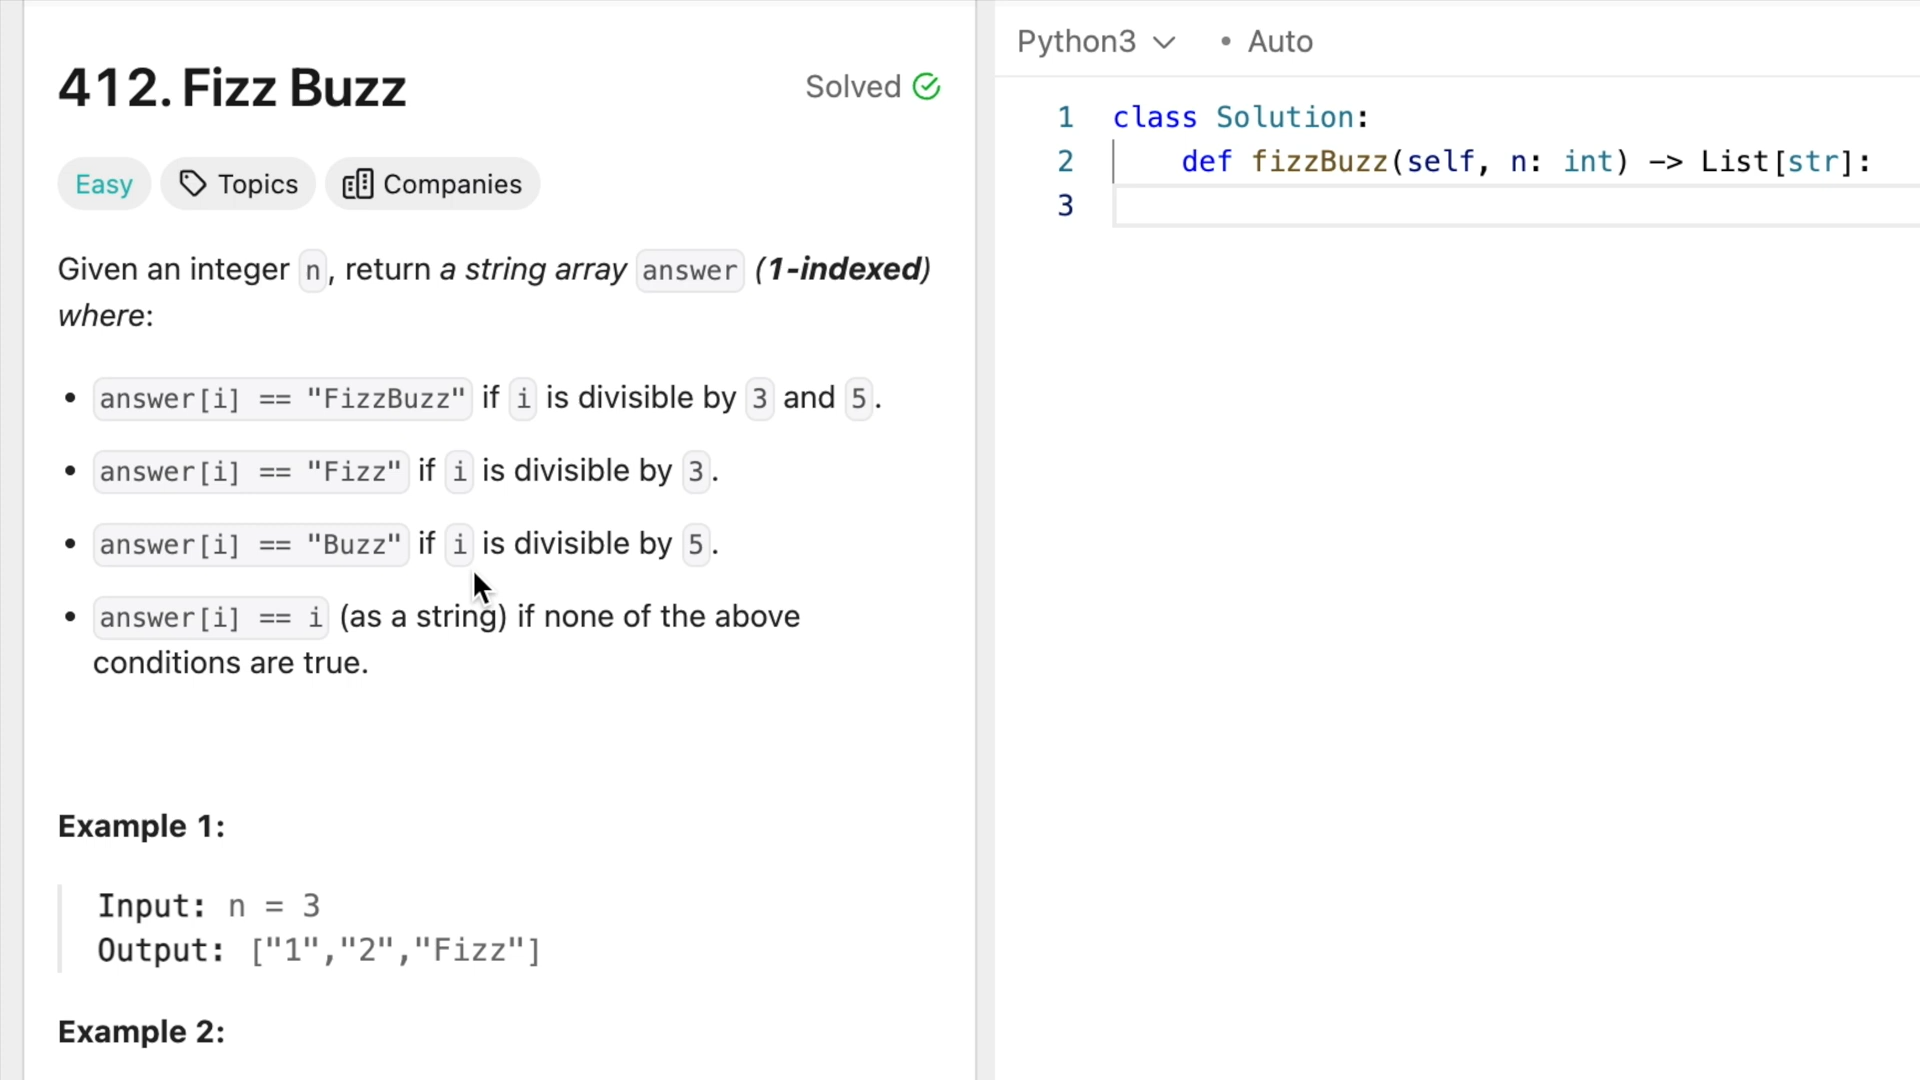 412. Fizz Buzz
Solved
Easy
Topics
Companies
Given an integer n, return a string array answer (1-indexed)
where:
• answer[i] == "FizzBuzz" if i is divisible by 3 and 5.
• answer[i] == "Fizz" if i is divisible by 3.
• answer[i] == "Buzz" if i is divisible by 5.
• answer[i] == i (as a string) if none of the above
conditions are true.
Example 1:
Input: n = 3
Output: ["1","2","Fizz"]
Example 2:
Python3 • Auto
1 class Solution:
2 def fizzBuzz(self, n: int) -> List[str]:
3